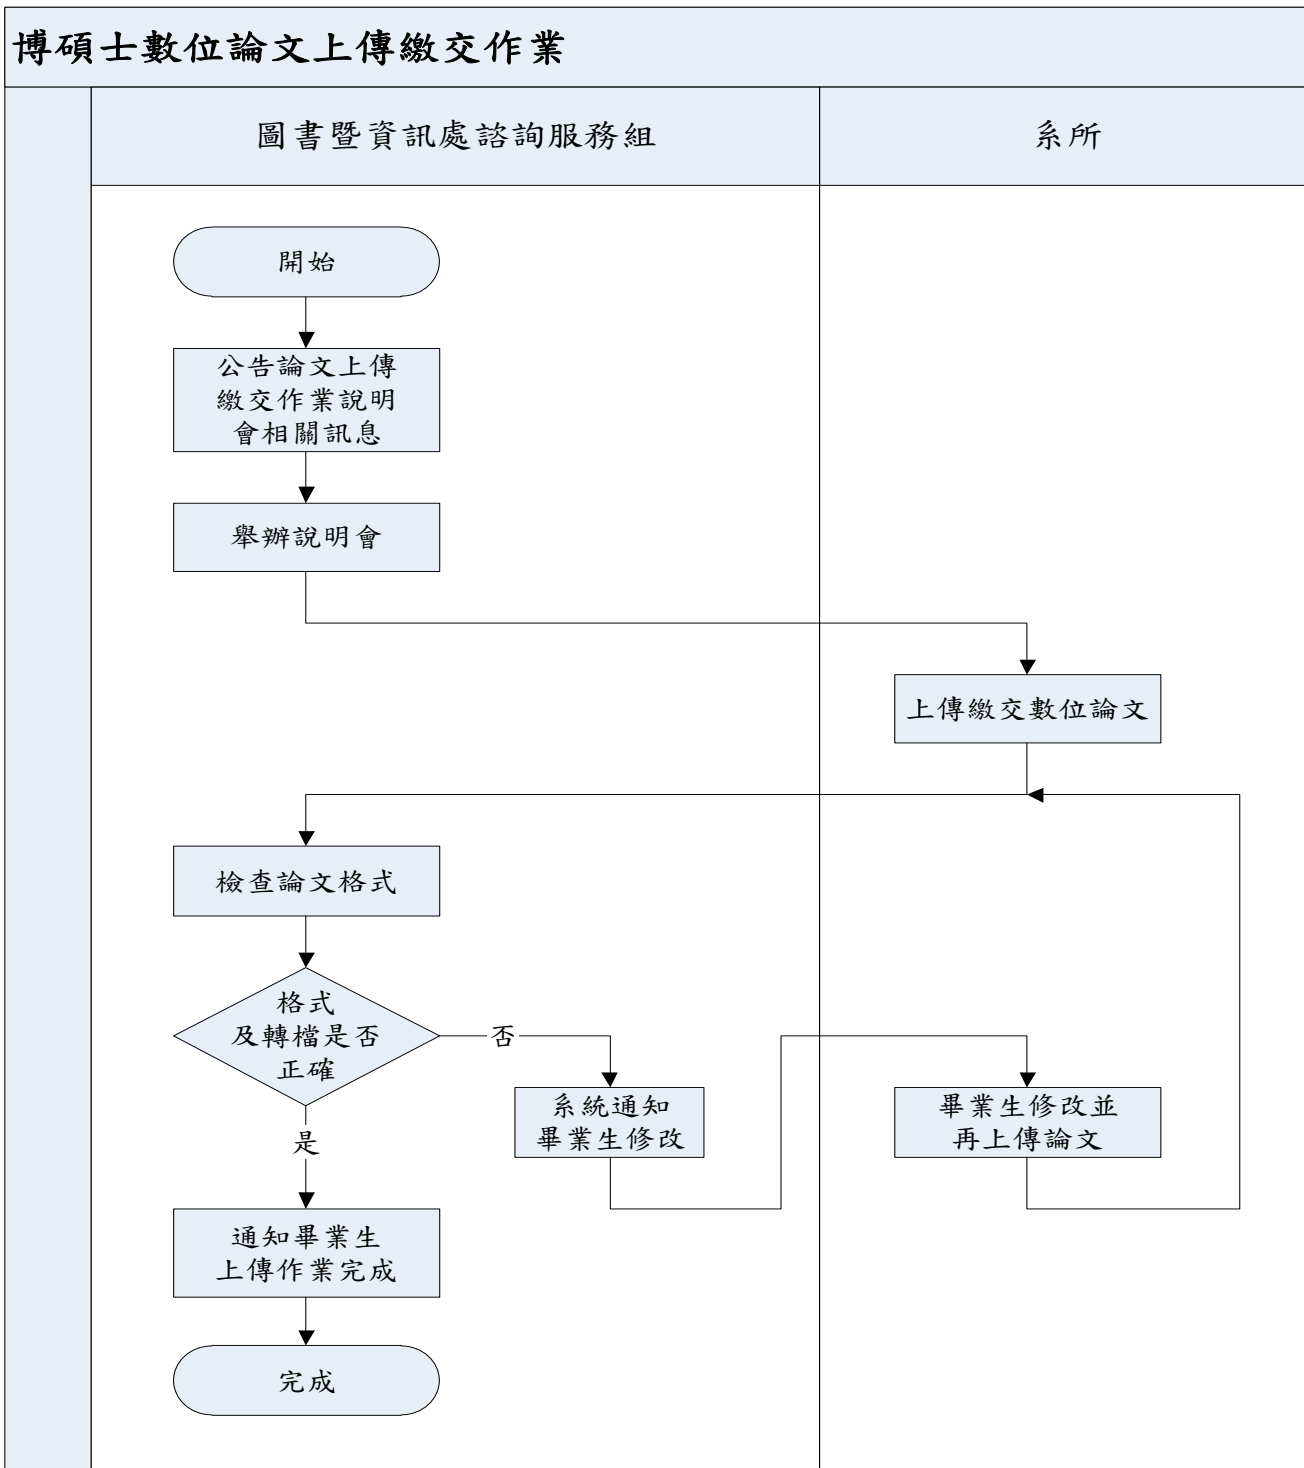 博碩士數位論文上傳繳交作業
圖書暨資訊處諮詢服務組
系所
開始
公告論文上傳
繳交作業說明
會相關訊息
舉辦說明會
上傳繳交數位論文
檢查論文格式
格式
及轉檔是否
正確
否
系統通知
畢業生修改
畢業生修改並
再上傳論文
是
通知畢業生
上傳作業完成
完成